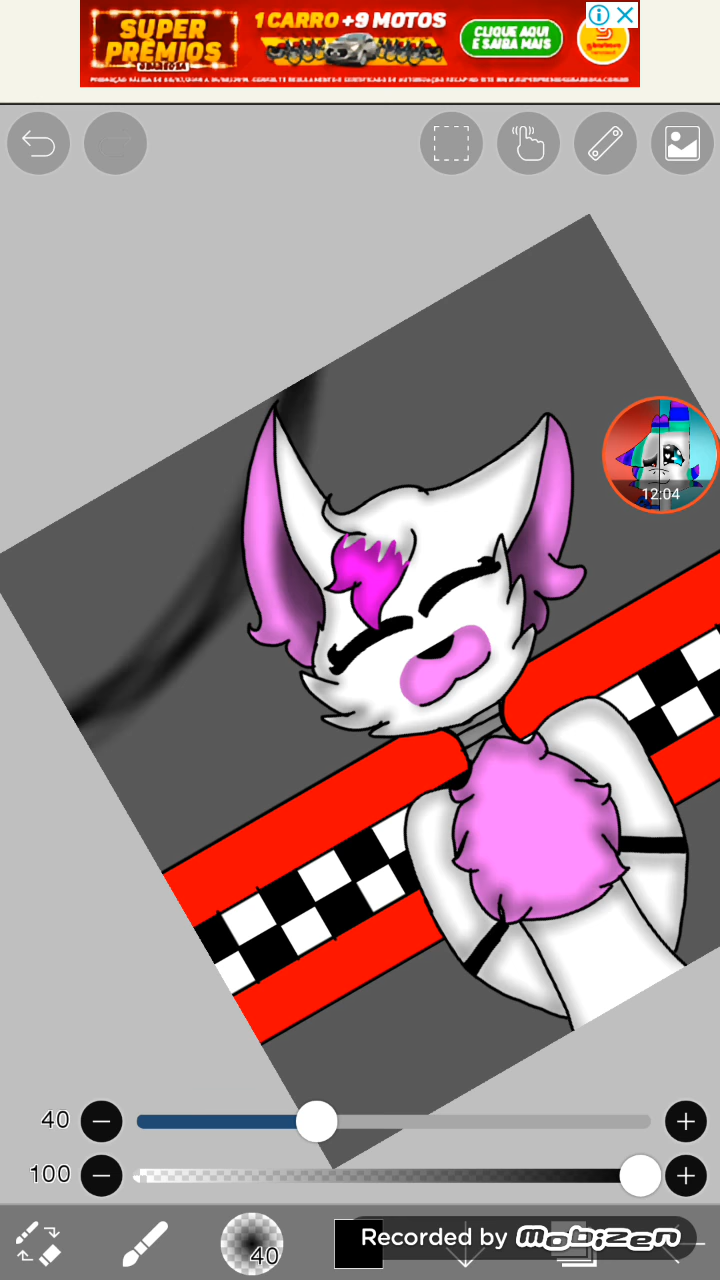 SUPER
PRÊMIOS
1 CARRO +9 MOTOS
CLIQUE AQUI
E SAIBA MAIS
12:04
40
100
40
Recorded by mobizen